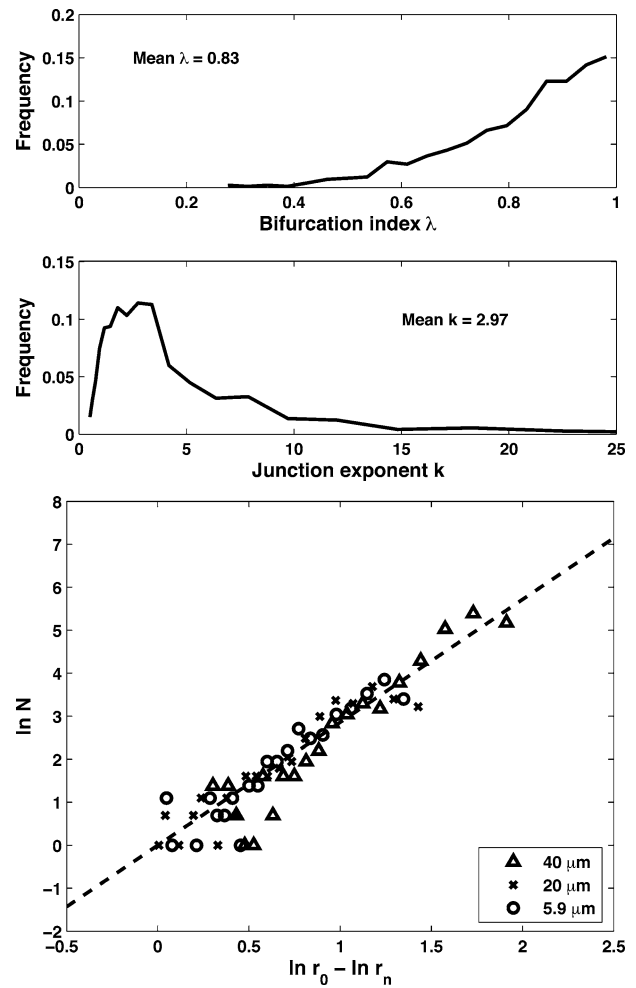 0.2
0.15
0.1
0.05
0
Frequency
Mean λ = 0.83
0 0.2 0.4 0.6 0.8 1
Bifurcation index λ
0.15
0.1
0.05
0
Frequency
Mean k = 2.97
0 5 10 15 20 25
Junction exponent k
8
7
6
5
4
3
2
1
0
−1
−2
ln N
40 μm
20 μm
5.9 μm
−0.5 0 0.5 1 1.5 2 2.5
ln r0 − ln rn